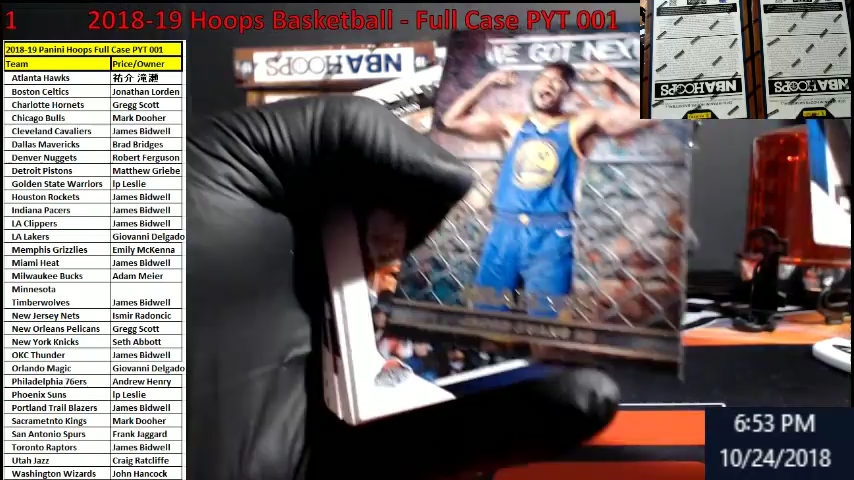 1
2018-19 Hoops Basketball - Full Case PYT 001
2018-19 Panini Hoops Full Case PYT 001
Team Price/Owner
Atlanta Hawks 祐介 滝瀬
Boston Celtics Jonathan Lorden
Charlotte Hornets Gregg Scott
Chicago Bulls Mark Dooher
Cleveland Cavaliers James Bidwell
Dallas Mavericks Brad Bridges
Denver Nuggets Robert Ferguson
Detroit Pistons Matthew Griebe
Golden State Warriors lp Leslie
Houston Rockets James Bidwell
Indiana Pacers James Bidwell
LA Clippers James Bidwell
LA Lakers Giovanni Delgado
Memphis Grizzlies Emily McKenna
Miami Heat James Bidwell
Milwaukee Bucks Adam Meier
Minnesota
Timberwolves James Bidwell
New Jersey Nets Ismir Radoncic
New Orleans Pelicans Gregg Scott
New York Knicks Seth Abbott
OKC Thunder James Bidwell
Orlando Magic Giovanni Delgado
Philadelphia 76ers Andrew Henry
Phoenix Suns lp Leslie
Portland Trail Blazers James Bidwell
Sacrametnto Kings Mark Dooher
San Antonio Spurs Frank Jaggard
Toronto Raptors James Bidwell
Utah Jazz Craig Ratcliffe
Washington Wizards John Hancock
NBA HOOPS
WE GOT NEXT
NBA HOOPS
NBA HOOPS
6:53 PM
10/24/2018